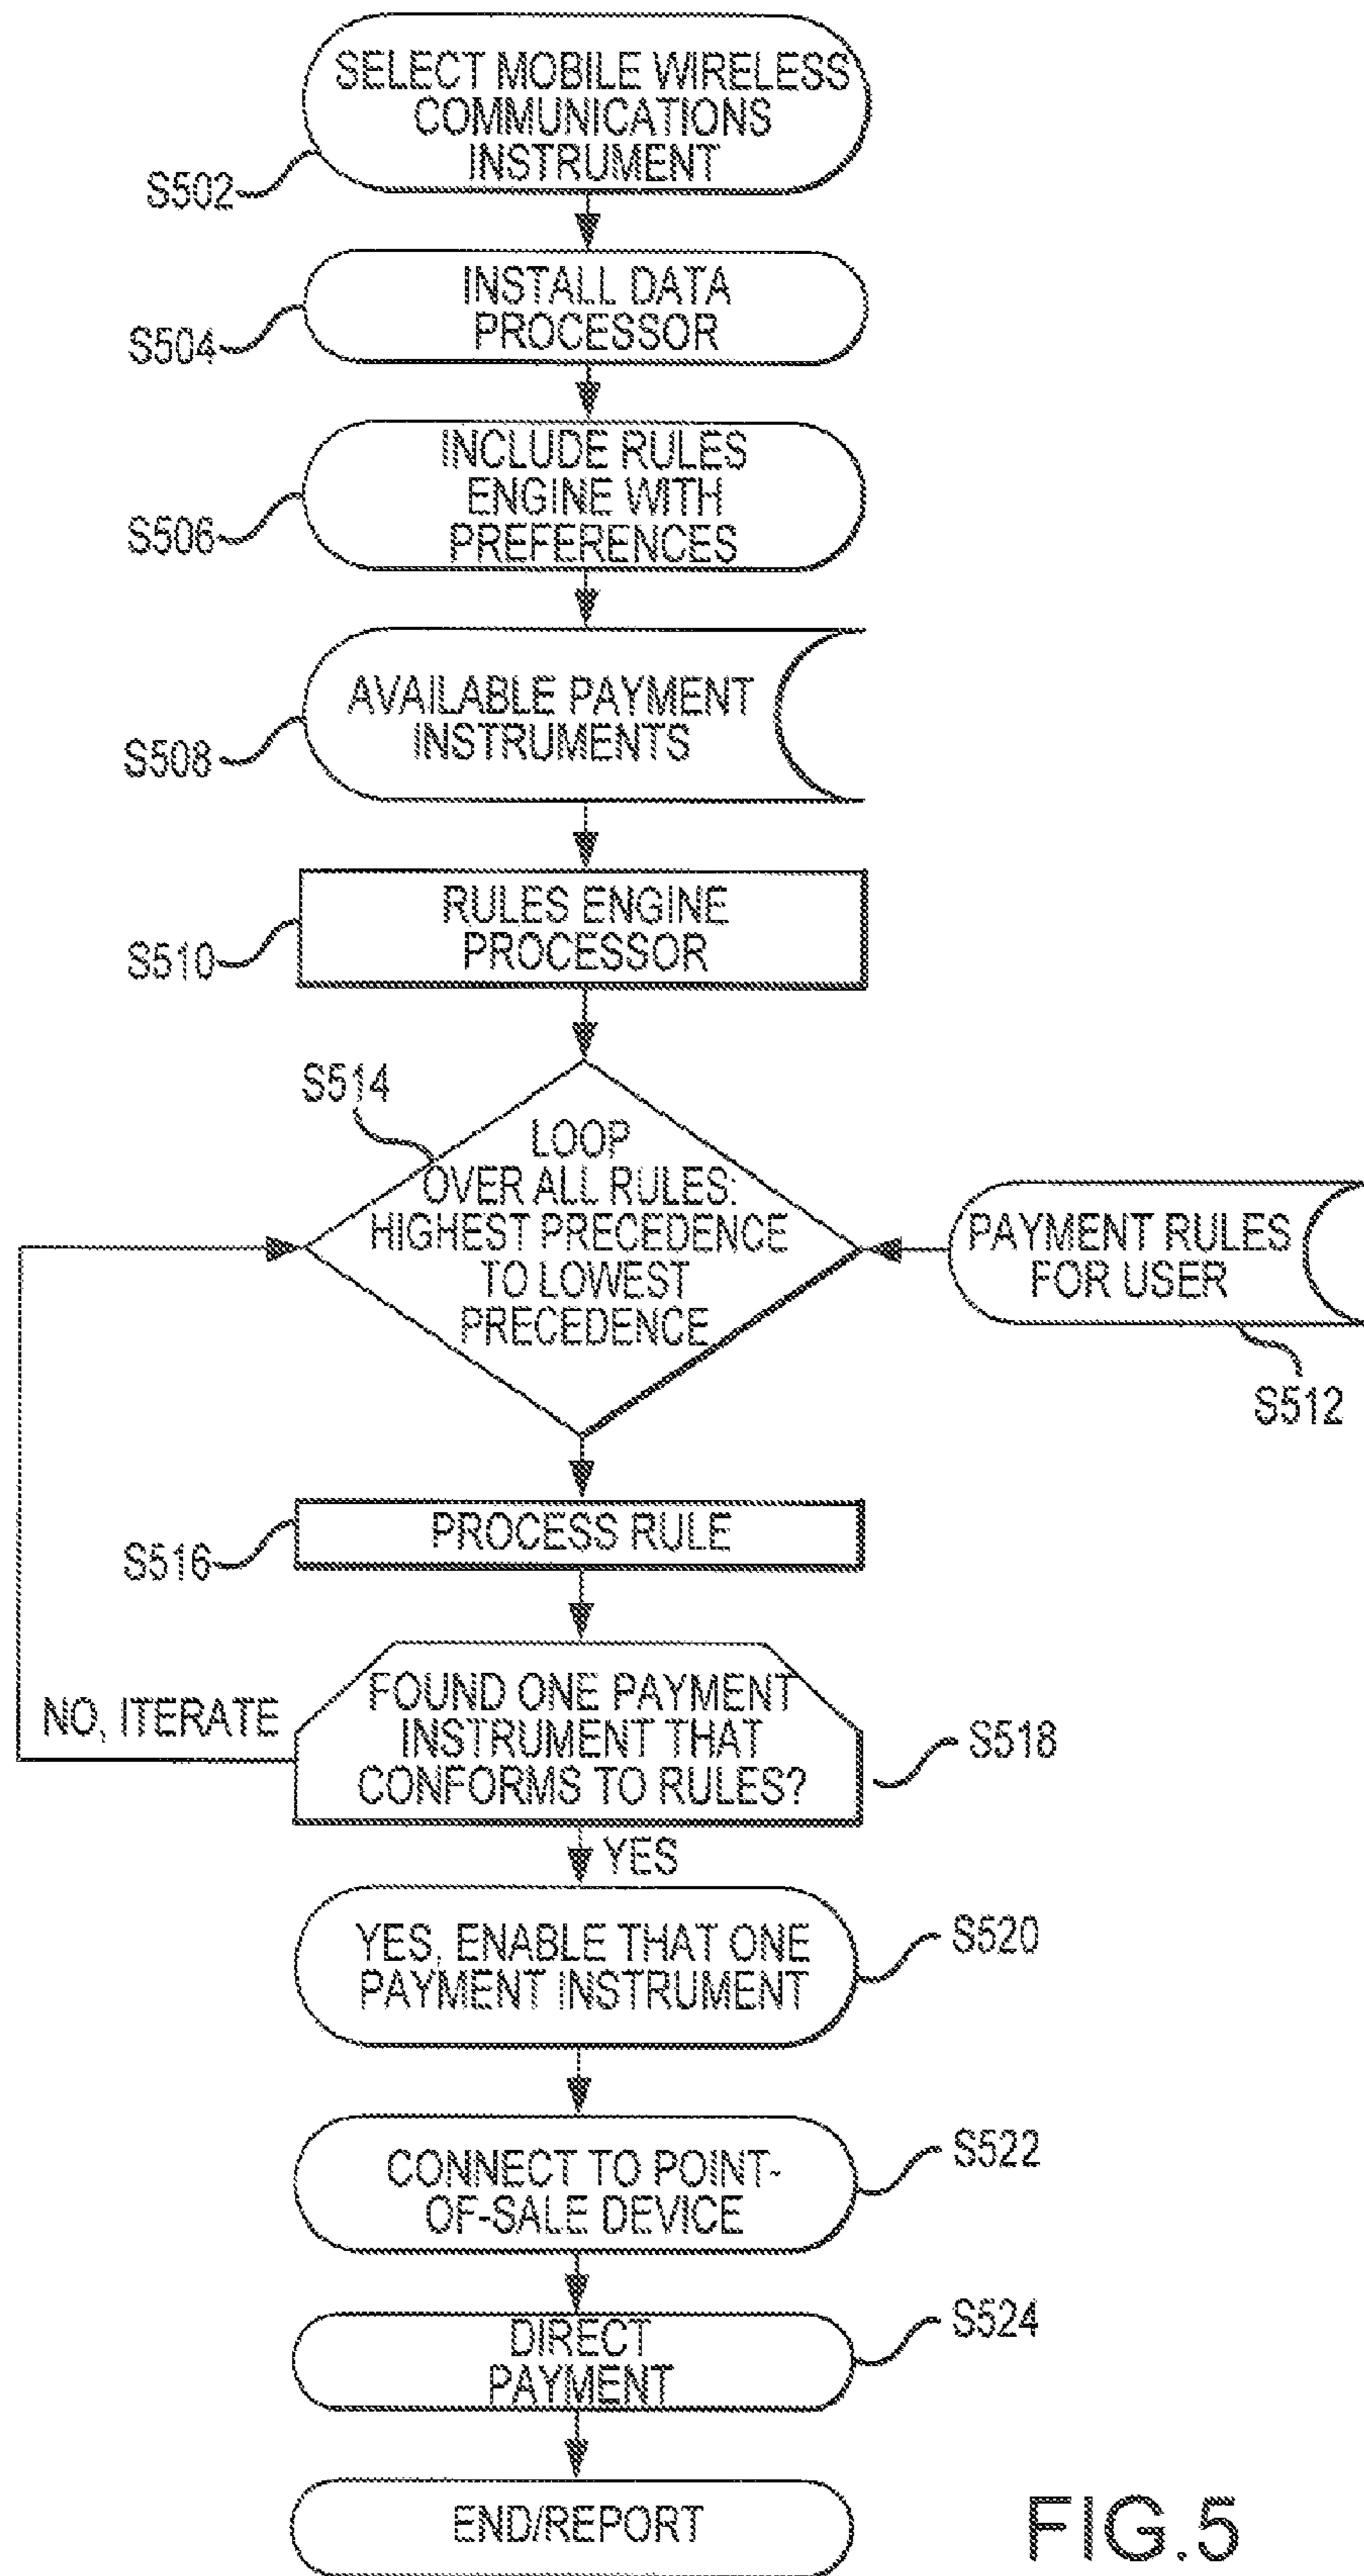 SELECT MOBILE WIRELESS
COMMUNICATIONS
INSTRUMENT
S502
INSTALL DATA
PROCESSOR
S504
INCLUDE RULES
ENGINE WITH
PREFERENCES
S506
AVAILABLE PAYMENT
INSTRUMENTS
S508
RULES ENGINE
PROCESSOR
S510
S514
LOOP
OVER ALL RULES:
HIGHEST PRECEDENCE
TO LOWEST
PRECEDENCE
PAYMENT RULES
FOR USER
S512
PROCESS RULE
S516
NO, ITERATE
FOUND ONE PAYMENT
INSTRUMENT THAT
CONFORMS TO RULES?
S518
YES
YES, ENABLE THAT ONE
PAYMENT INSTRUMENT
S520
CONNECT TO POINT-
OF-SALE DEVICE
S522
DIRECT
PAYMENT
S524
END/REPORT
FIG.5